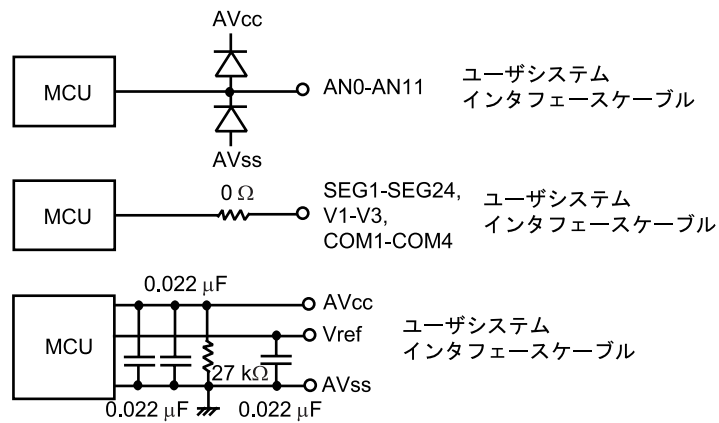 AVcc
MCU
AN0-AN11
ユーザシステム
インタフェースケーブル
AVss
0 Ω
MCU
SEG1-SEG24,
V1-V3,
COM1-COM4
ユーザシステム
インタフェースケーブル
0.022 μF
MCU
AVcc
Vref
ユーザシステム
インタフェースケーブル
27 kΩ
AVss
0.022 μF
0.022 μF